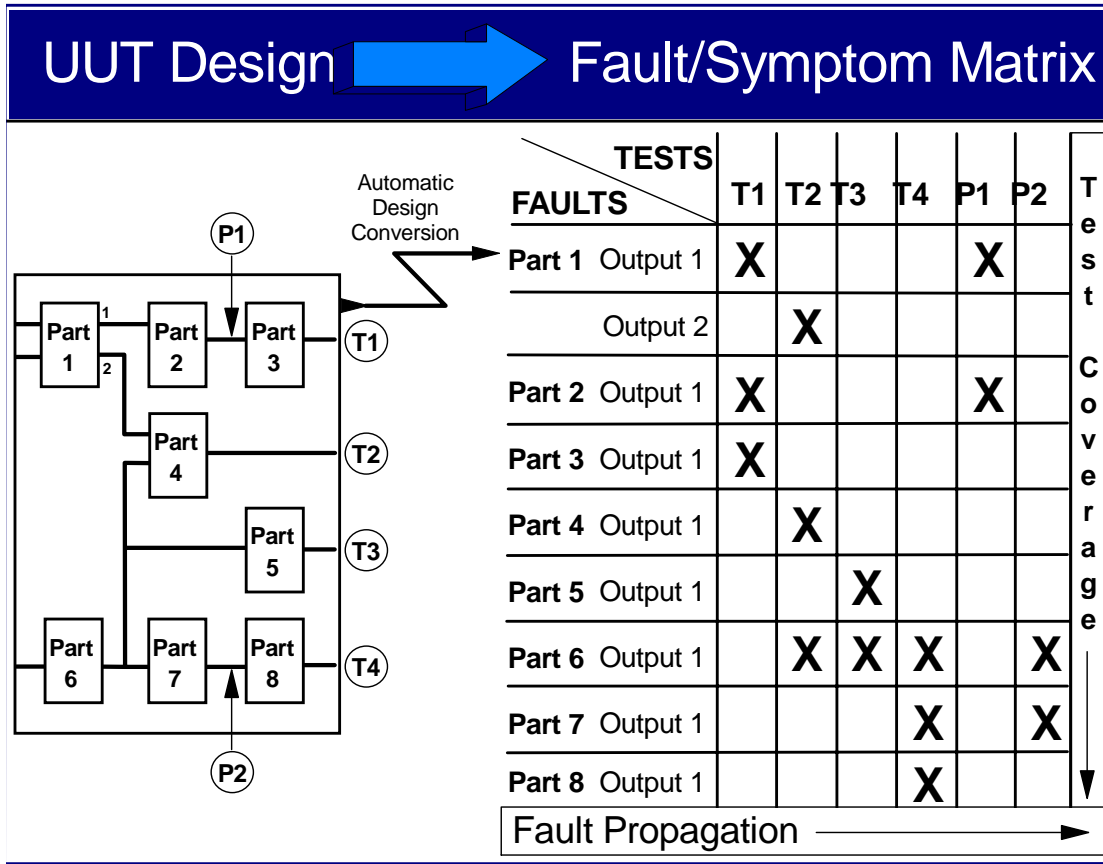 UUT Design Fault/Symptom Matrix
Automatic
Design
Conversion
P1
Part
1
1
2
Part
2
Part
3
T1
Part
4
T2
Part
5
T3
Part
6
Part
7
Part
8
T4
P2
TESTS
FAULTS
T1 T2 T3 T4 P1 P2
Part 1 Output 1 X X
Output 2 X
Part 2 Output 1 X X
Part 3 Output 1 X
Part 4 Output 1 X
Part 5 Output 1 X
Part 6 Output 1 X X X X
Part 7 Output 1 X X
Part 8 Output 1 X
Fault Propagation
Test Coverage